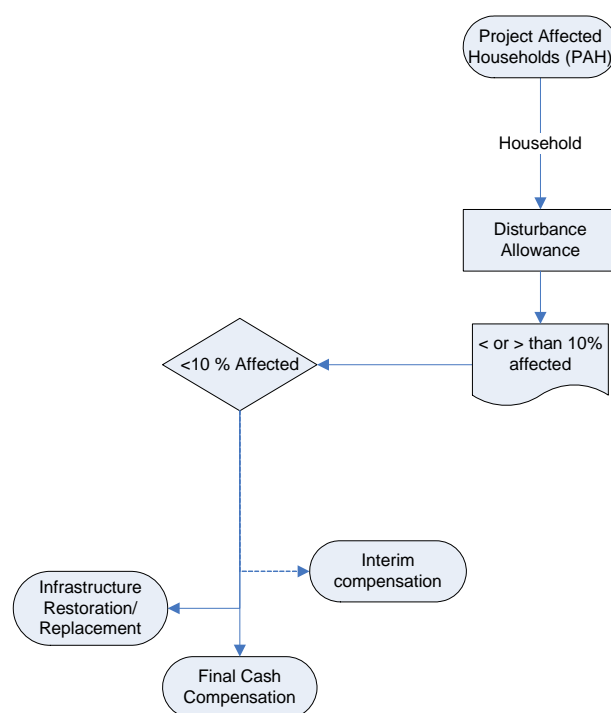 Project Affected
Households (PAH)
Household
Disturbance
Allowance
< or > than 10%
affected
<10 % Affected
Interim
compensation
Infrastructure
Restoration/
Replacement
Final Cash
Compensation